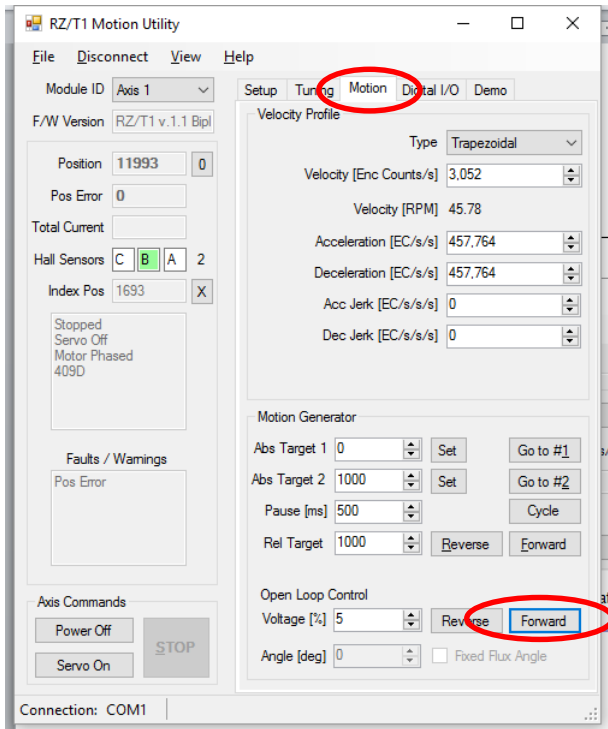 RZ/T1 Motion Utility
File Disconnect View Help
Module ID Axis 1
F/W Version RZ/T1 v.1.1 Bipl
Position 11993 0
Pos Error 0
Total Current
Hall Sensors C B A 2
Index Pos 1693 X
Stopped
Servo Off
Motor Phased
409D
Faults / Warnings
Pos Error
Axis Commands
Power Off
STOP
Servo On
Setup Tuning Motion Digital I/O Demo
Velocity Profile
Type Trapezoidal
Velocity [Enc Counts/s] 3,052
Velocity [RPM] 45.78
Acceleration [EC/s/s] 457,764
Deceleration [EC/s/s] 457,764
Acc Jerk [EC/s/s/s] 0
Dec Jerk [EC/s/s/s] 0
Motion Generator
Abs Target 1 0 Set Go to #1
Abs Target 2 1000 Set Go to #2
Pause [ms] 500 Cycle
Rel Target 1000 Reverse Forward
Open Loop Control
Voltage [%] 5 Reverse Forward
Angle [deg] 0 Fixed Flux Angle
Connection: COM1